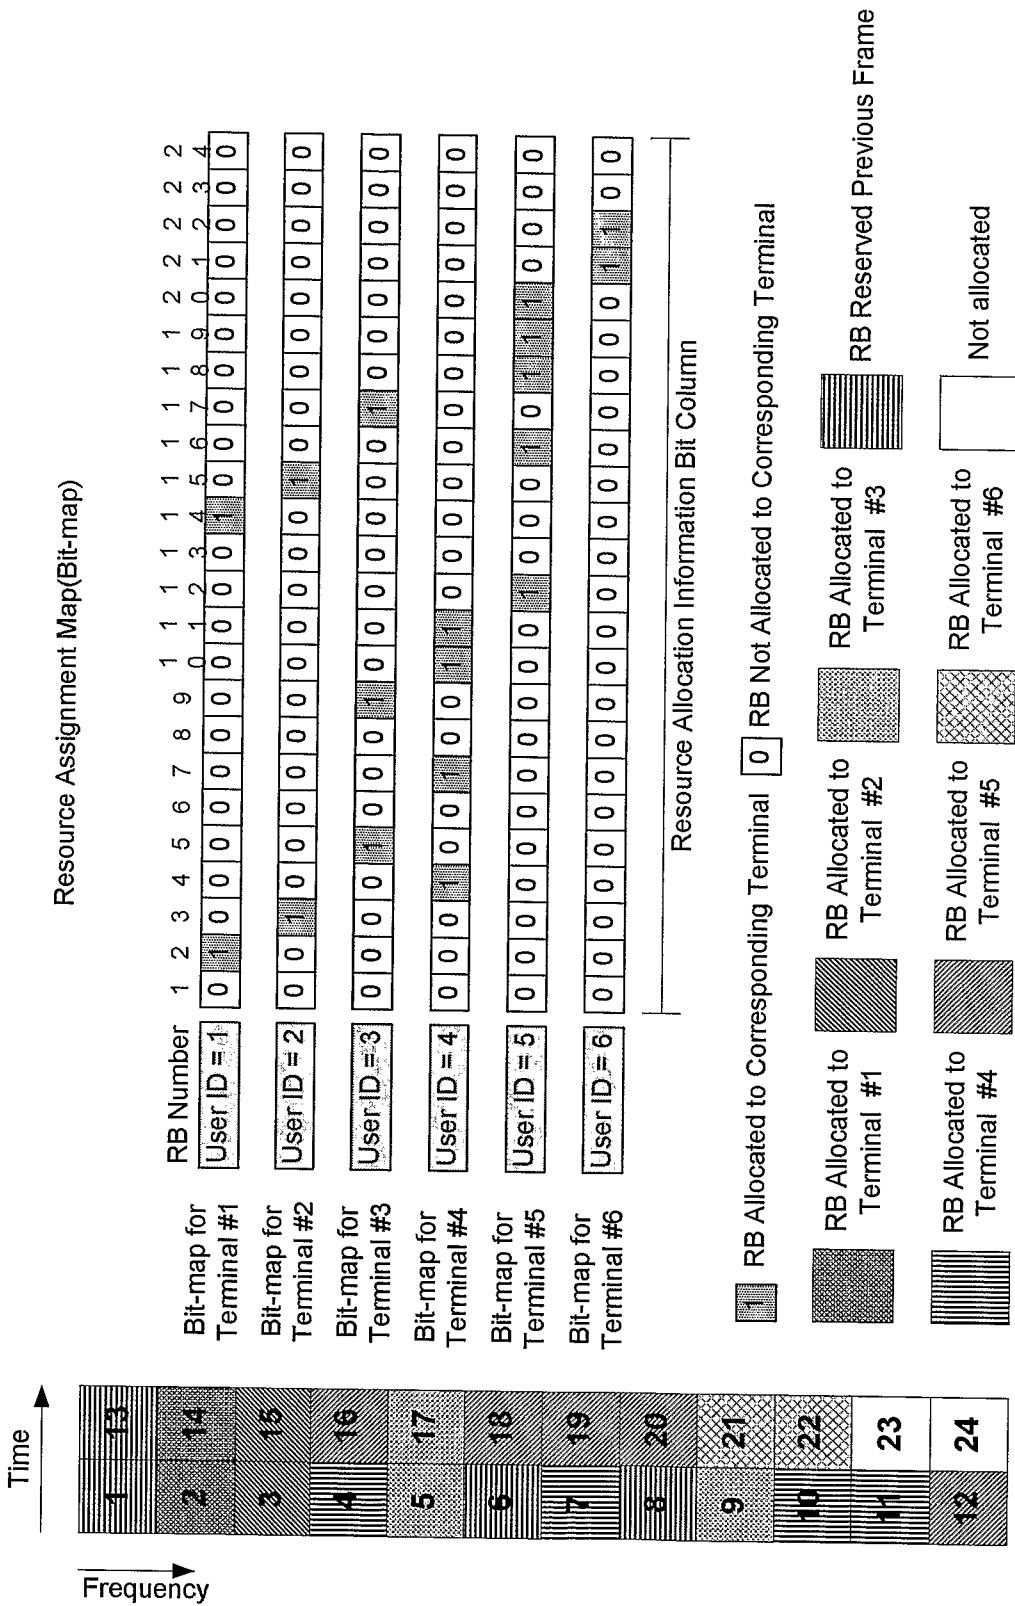 Resource Assignment Map(Bit-map)
Time
Frequency
1 13
2 14
3 15
4 16
5 17
6 18
7 19
8 20
9 21
10 22
11 23
12 24
RB Number 1 2 3 4 5 6 7 8 9 10 11 12 13 14 15 16 17 18 19 20 21 22 23 24
Bit-map for
Terminal #1
User ID = 1 0 1 0 0 0 0 0 0 0 0 0 0 0 1 0 0 0 0 0 0 0 0 0 0
Bit-map for
Terminal #2
User ID = 2 0 0 1 0 0 0 0 0 0 0 0 0 0 0 1 0 0 0 0 0 0 0 0 0
Bit-map for
Terminal #3
User ID = 3 0 0 0 0 1 0 0 0 1 0 0 0 0 0 0 0 1 0 0 0 0 0 0 0
Bit-map for
Terminal #4
User ID = 4 0 0 0 1 0 0 1 0 0 1 1 0 0 0 0 0 0 0 0 0 0 0 0 0
Bit-map for
Terminal #5
User ID = 5 0 0 0 0 0 0 0 0 0 0 0 1 0 0 0 1 0 1 1 1 0 0 0 0
Bit-map for
Terminal #6
User ID = 6 0 0 0 0 0 0 0 0 0 0 0 0 0 0 0 0 0 0 0 0 1 1 0 0
Resource Allocation Information Bit Column
1 RB Allocated to Corresponding Terminal 0 RB Not Allocated to Corresponding Terminal
RB Allocated to
Terminal #1
RB Allocated to
Terminal #2
RB Allocated to
Terminal #3
RB Reserved Previous Frame
RB Allocated to
Terminal #4
RB Allocated to
Terminal #5
RB Allocated to
Terminal #6
Not allocated